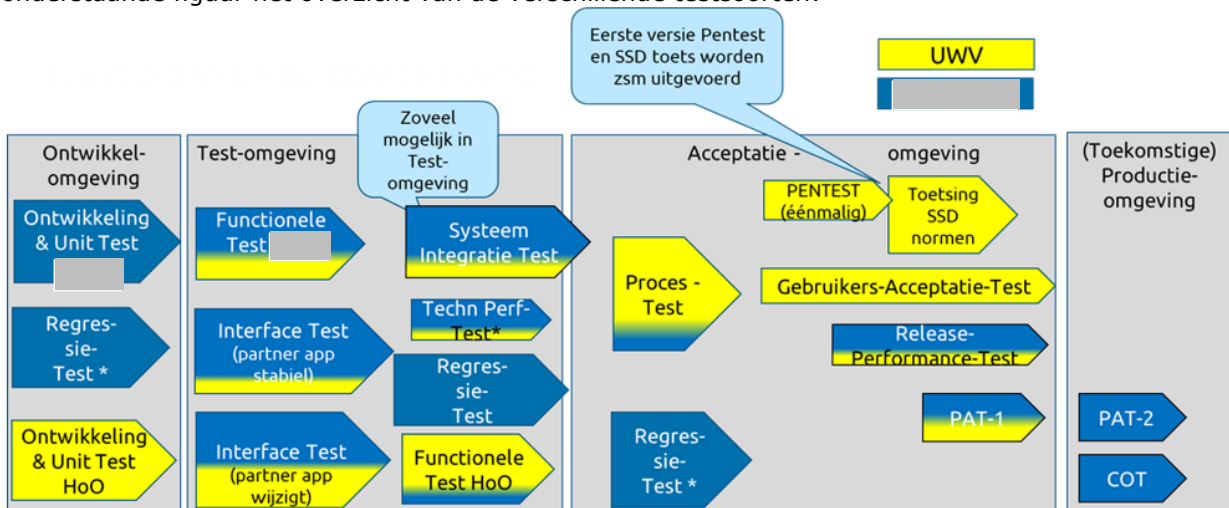 onderstaande figuur het overzicht van de verschillende testsoorten.
Eerste versie Pentest
en SSD toets worden
zsm uitgevoerd
UWV
Zoveel
mogelijk in
Test-
omgeving
Ontwikkel-
omgeving
Test-omgeving
Acceptatie - omgeving
(Toekomstige)
Productie-
omgeving
Ontwikkeling
& Unit Test
Regres-
sie-
Test *
Ontwikkeling
& Unit Test
HoO
Functionele
Test
Interface Test
(partner app
stabiel)
Interface Test
(partner app
wijzigt)
Systeem
Integratie Test
Techn Perf-
Test*
Regres-
sie-
Test
Functionele
Test HoO
Proces -
Test
Regres-
sie-
Test *
PENTEST
(éénmalig)
Toetsing
SSD
normen
Gebruikers-Acceptatie-Test
Release-
Performance-Test
PAT-1
PAT-2
COT